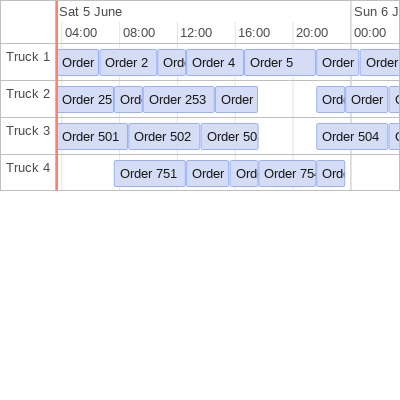 Sat 5 June Sun 6 J
04:00 08:00 12:00 16:00 20:00 00:00
Truck 1 Order Order 2 Ord Order 4 Order 5 Order Order
Truck 2 Order 25 Ord Order 253 Order Ord Order
Truck 3 Order 501 Order 502 Order 50 Order 504
Truck 4 Order 751 Order Ord Order 754 Ord